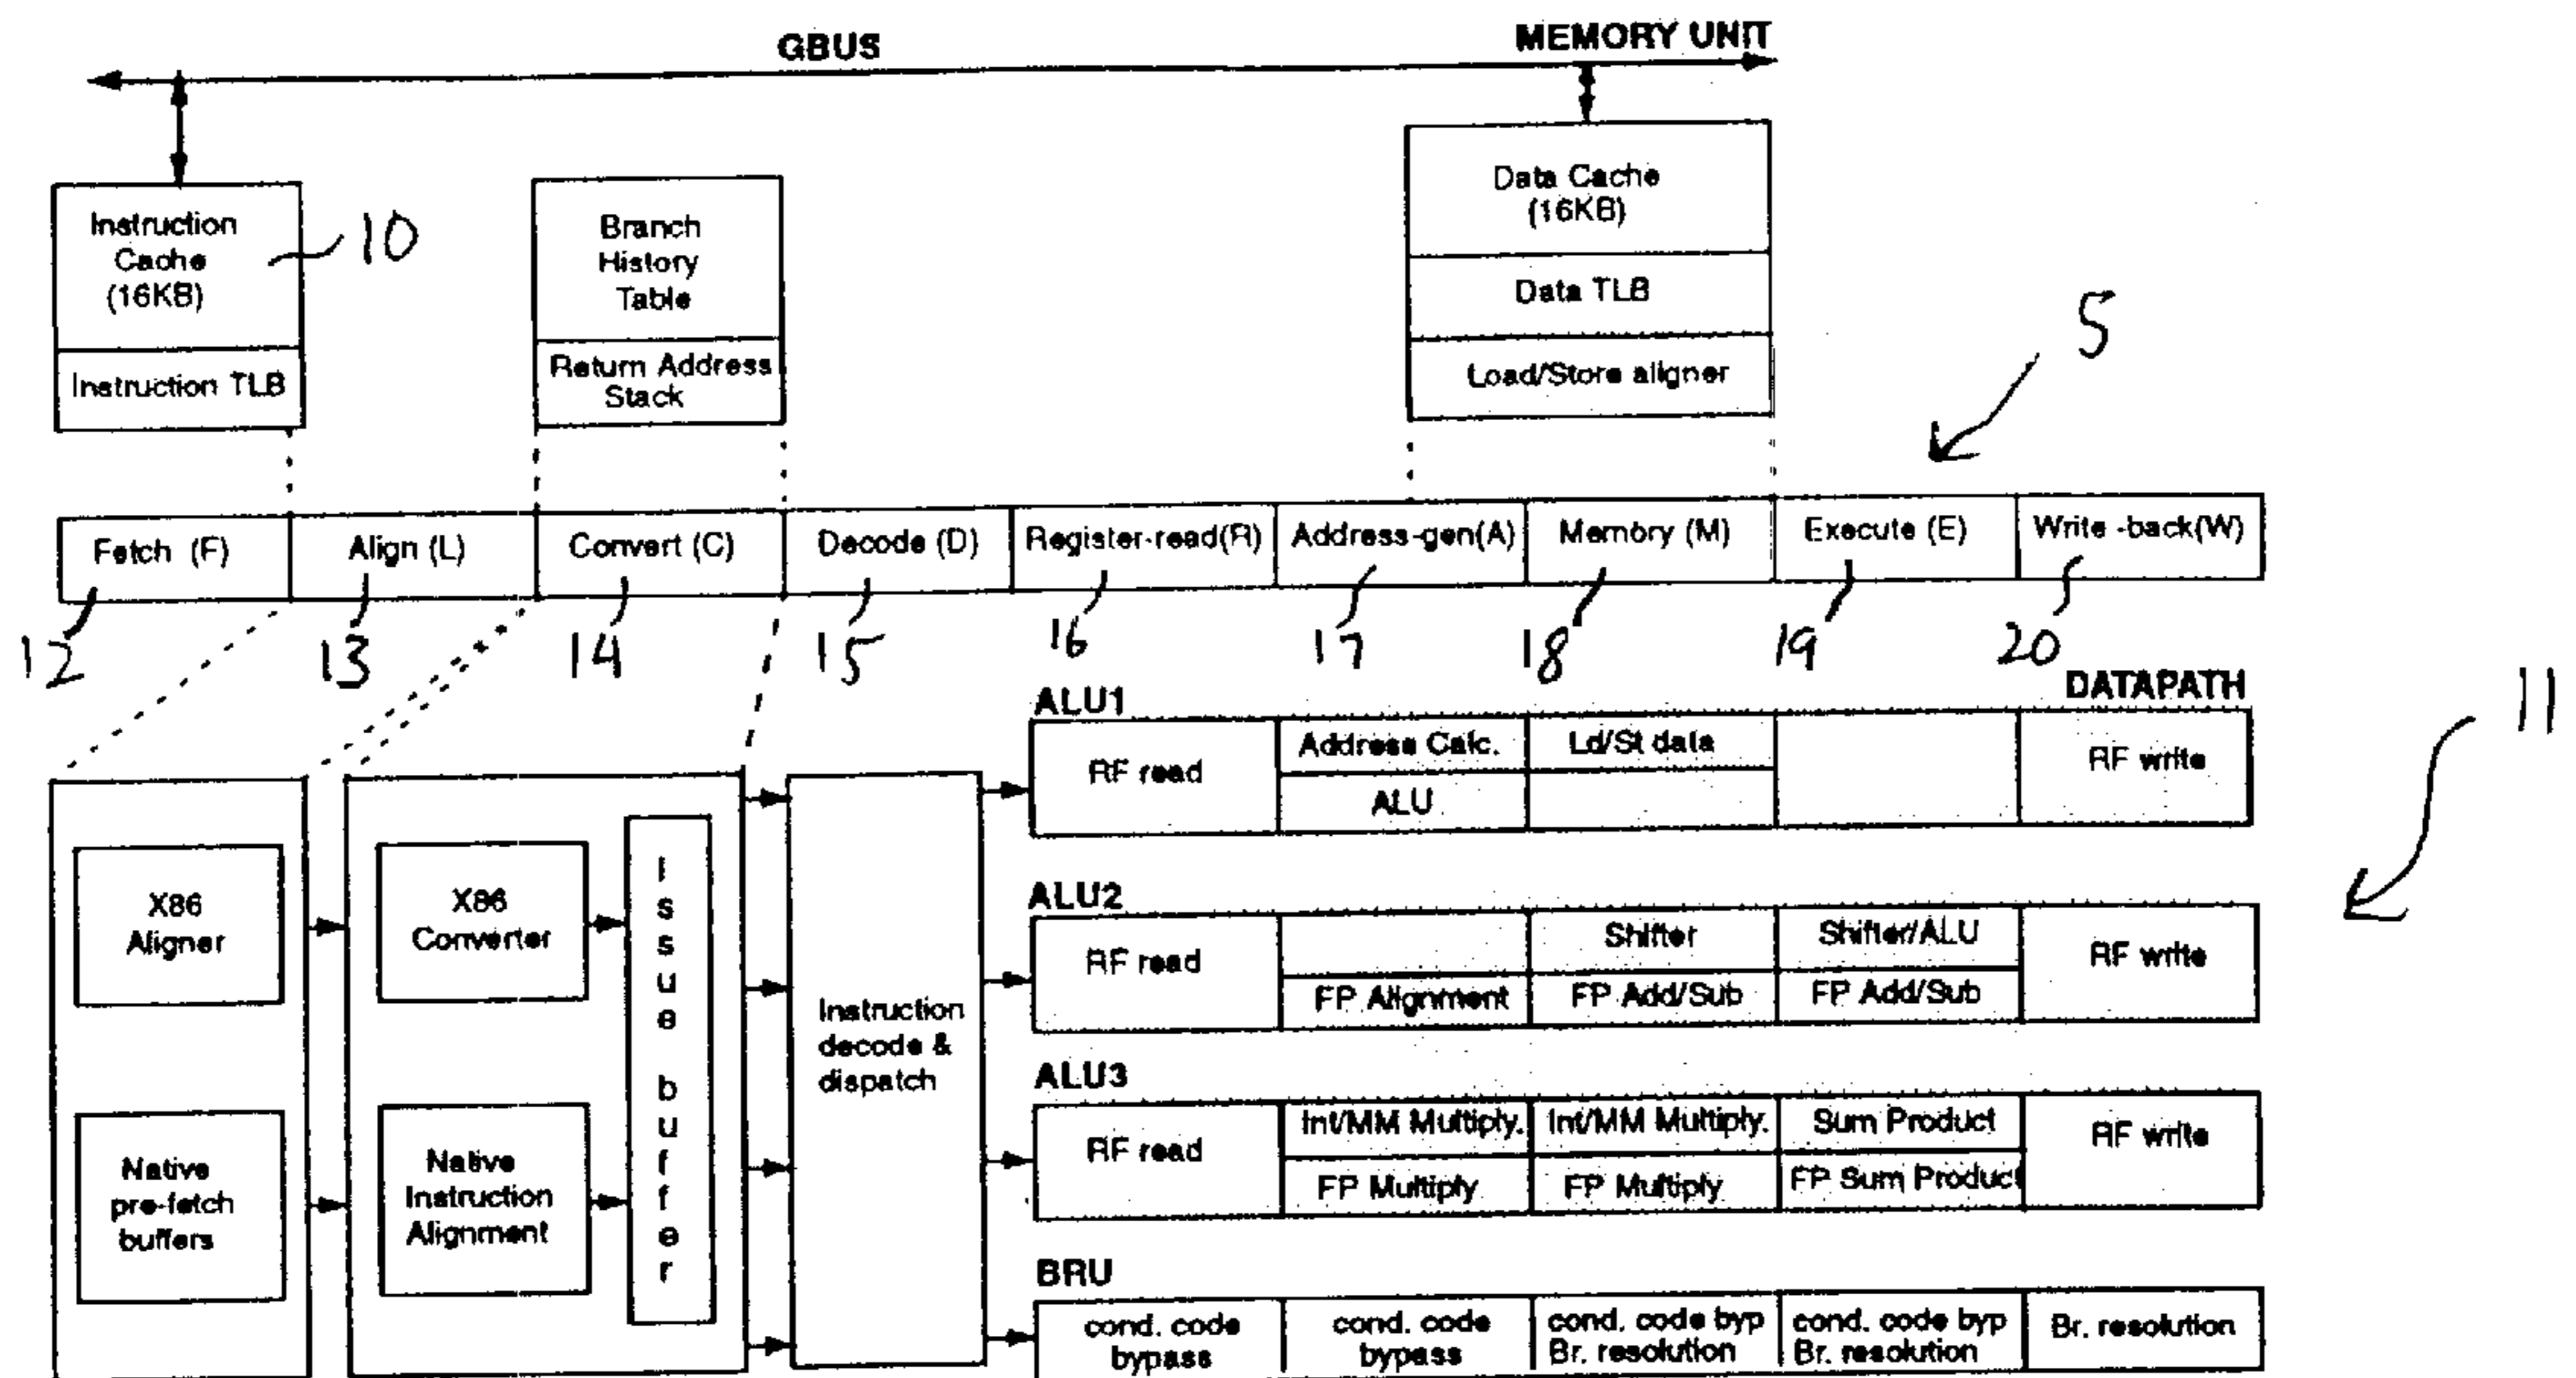 GBUS
MEMORY UNIT
Instruction
Cache
(16KB)
Instruction TLB
10
Branch
History
Table
Return Address
Stack
Data Cache
(16KB)
Data TLB
Load/Store aligner
5
Fetch (F)
Align (L)
Convert (C)
Decode (D)
Register-read(R)
Address-gen(A)
Memory (M)
Execute (E)
Write -back(W)
12
13
14
15
16
17
18
19
20
DATAPATH
11
X86
Aligner
Native
pre-fetch
buffers
X86
Converter
Native
Instruction
Alignment
Issue buffer
Instruction
decode &
dispatch
ALU1
RF read
Address Calc.
ALU
Ld/St data
RF write
ALU2
RF read
FP Alignment
Shifter
FP Add/Sub
Shifter/ALU
FP Add/Sub
RF write
ALU3
RF read
Int/MM Multiply.
FP Multiply
Int/MM Multiply.
FP Multiply
Sum Product
FP Sum Product
RF write
BRU
cond. code
bypass
cond. code
bypass
cond. code byp
Br. resolution
cond. code byp
Br. resolution
Br. resolution